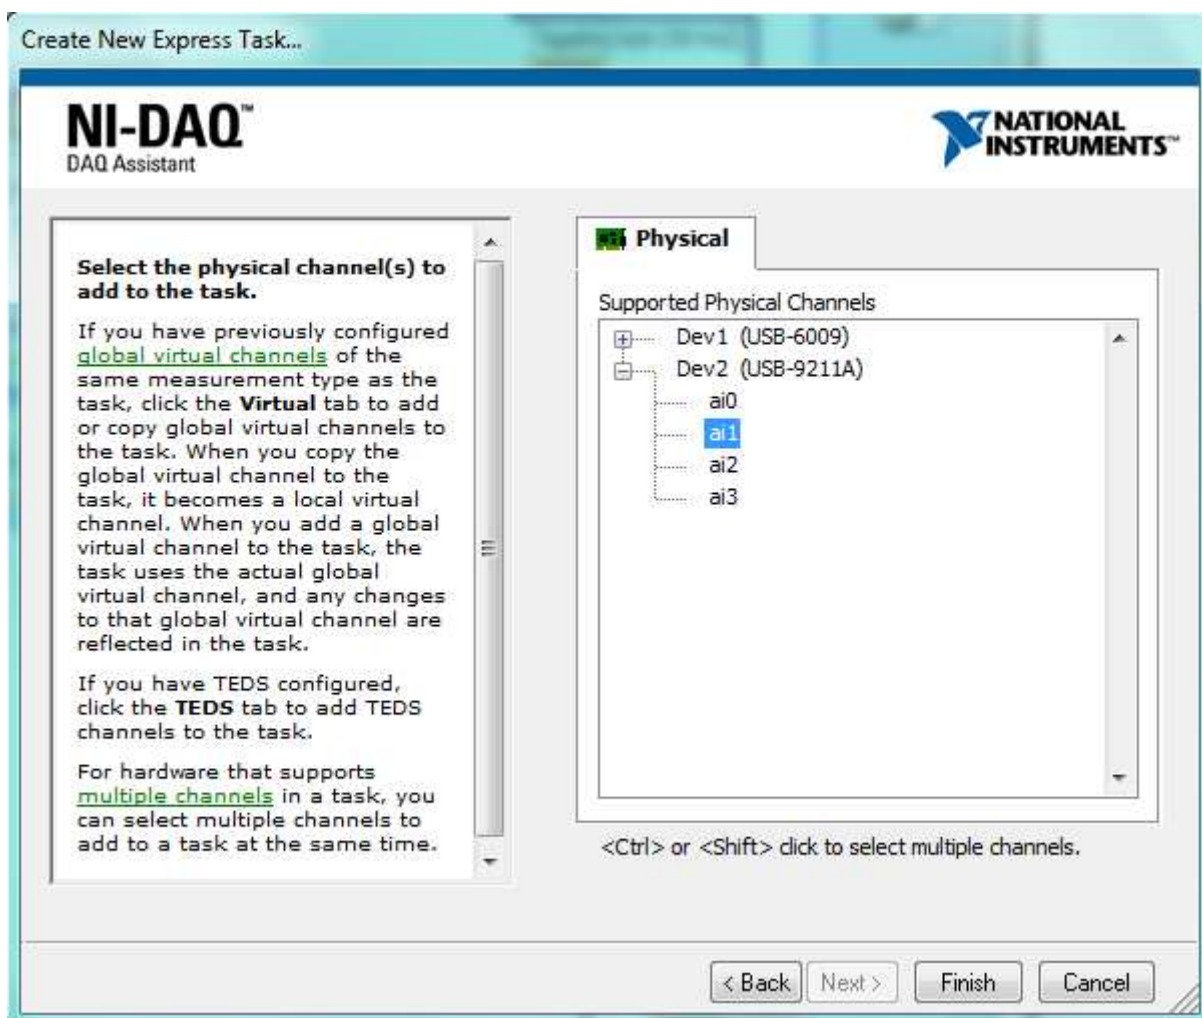 Create New Express Task...
NI-DAQ™
DAQ Assistant
NATIONAL
INSTRUMENTS™
Select the physical channel(s) to
add to the task.
If you have previously configured
global virtual channels of the
same measurement type as the
task, click the Virtual tab to add
or copy global virtual channels to
the task. When you copy the
global virtual channel to the
task, it becomes a local virtual
channel. When you add a global
virtual channel to the task, the
task uses the actual global
virtual channel, and any changes
to that global virtual channel are
reflected in the task.
If you have TEDS configured,
click the TEDS tab to add TEDS
channels to the task.
For hardware that supports
multiple channels in a task, you
can select multiple channels to
add to a task at the same time.
Physical
Supported Physical Channels
Dev1 (USB-6009)
Dev2 (USB-9211A)
ai0
ai1
ai2
ai3
<Ctrl> or <Shift> click to select multiple channels.
< Back Next > Finish Cancel